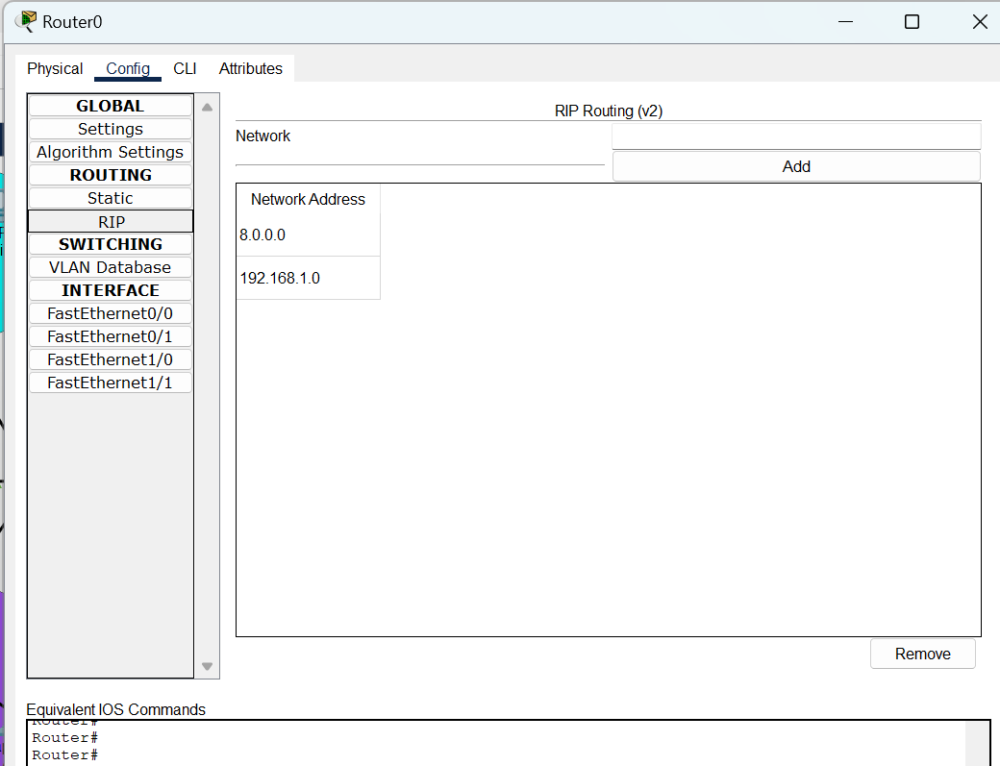 Router0
Physical Config CLI Attributes
GLOBAL
Settings
Algorithm Settings
ROUTING
Static
RIP
SWITCHING
VLAN Database
INTERFACE
FastEthernet0/0
FastEthernet0/1
FastEthernet1/0
FastEthernet1/1
RIP Routing (v2)
Network
Add
Network Address
8.0.0.0
192.168.1.0
Remove
Equivalent IOS Commands
Router#
Router#
Router#